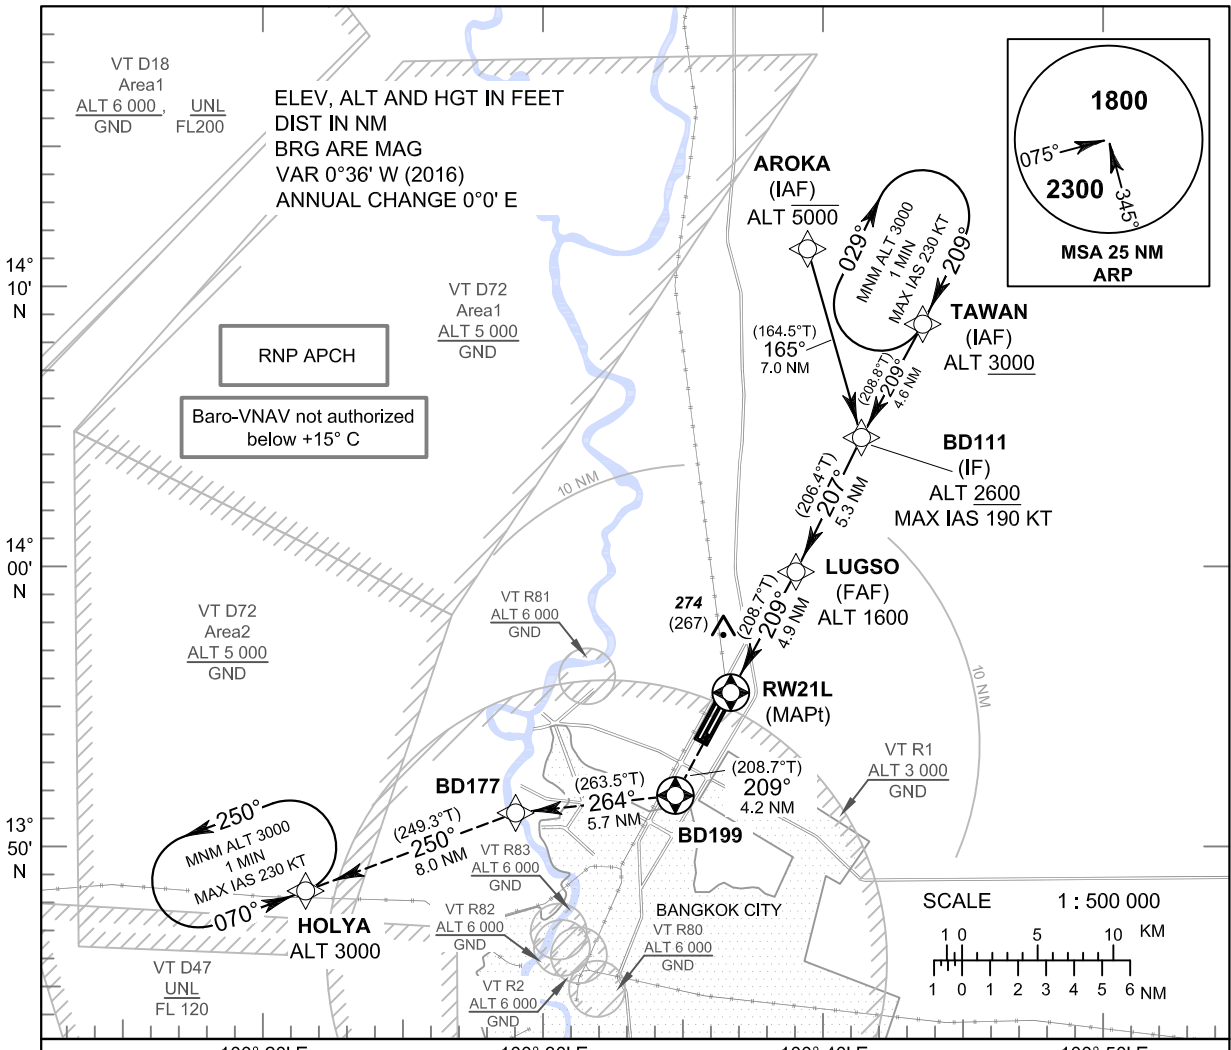 VT D18
Area1
ALT 6 000 , UNL
GND FL200
ELEV, ALT AND HGT IN FEET
DIST IN NM
BRG ARE MAG
VAR 0°36' W (2016)
ANNUAL CHANGE 0°0' E
1800
075°
2300
345°
MSA 25 NM
ARP
AROKA
(IAF)
ALT 5000
029°
MNM ALT 3000
1 MIN
MAX IAS 230 KT
209°
TAWAN
(IAF)
ALT 3000
14°
10'
N
VT D72
Area1
ALT 5 000
GND
RNP APCH
Baro-VNAV not authorized
below +15° C
(164.5°T)
165°
7.0 NM
(208.8°T)
209°
4.6 NM
BD111
(IF)
ALT 2600
MAX IAS 190 KT
10 NM
(206.4°T)
207°
5.3 NM
14°
00'
N
LUGSO
(FAF)
ALT 1600
VT D72
Area2
ALT 5 000
GND
VT R81
ALT 6 000
GND
274
(267)
(208.7°T)
209°
4.9 NM
10 NM
RW21L
(MAPt)
VT R1
ALT 3 000
GND
BD177
(263.5°T)
264°
5.7 NM
(208.7°T)
209°
4.2 NM
BD199
13°
50'
N
250°
MNM ALT 3000
1 MIN
MAX IAS 230 KT
070°
(249.3°T)
250°
8.0 NM
HOLYA
ALT 3000
VT R83
ALT 6 000
GND
VT R82
ALT 6 000
GND
BANGKOK CITY
VT R80
ALT 6 000
GND
VT R2
ALT 6 000
GND
VT D47
UNL
FL 120
SCALE 1 : 500 000
1 0 5 10 KM
1 0 1 2 3 4 5 6 NM